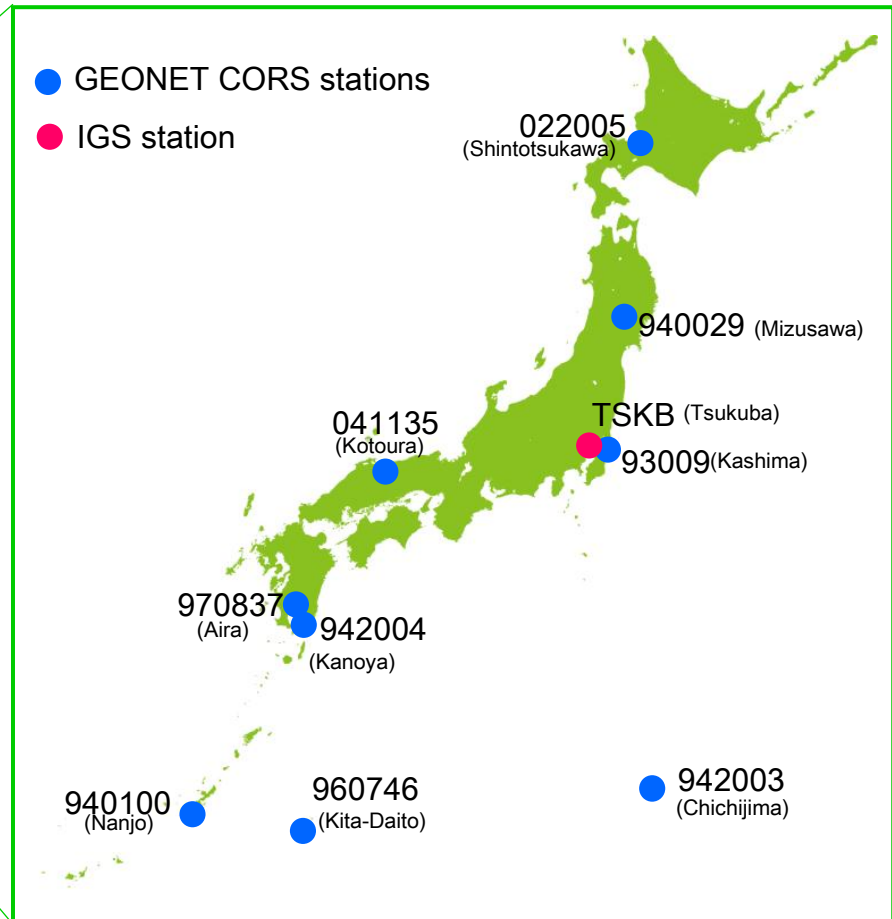 GEONET CORS stations
IGS station
022005
(Shintotsukawa)
940029 (Mizusawa)
TSKB (Tsukuba)
93009(Kashima)
041135
(Kotoura)
970837
(Aira)
942004
(Kanoya)
940100
(Nanjo)
960746
(Kita-Daito)
942003
(Chichijima)